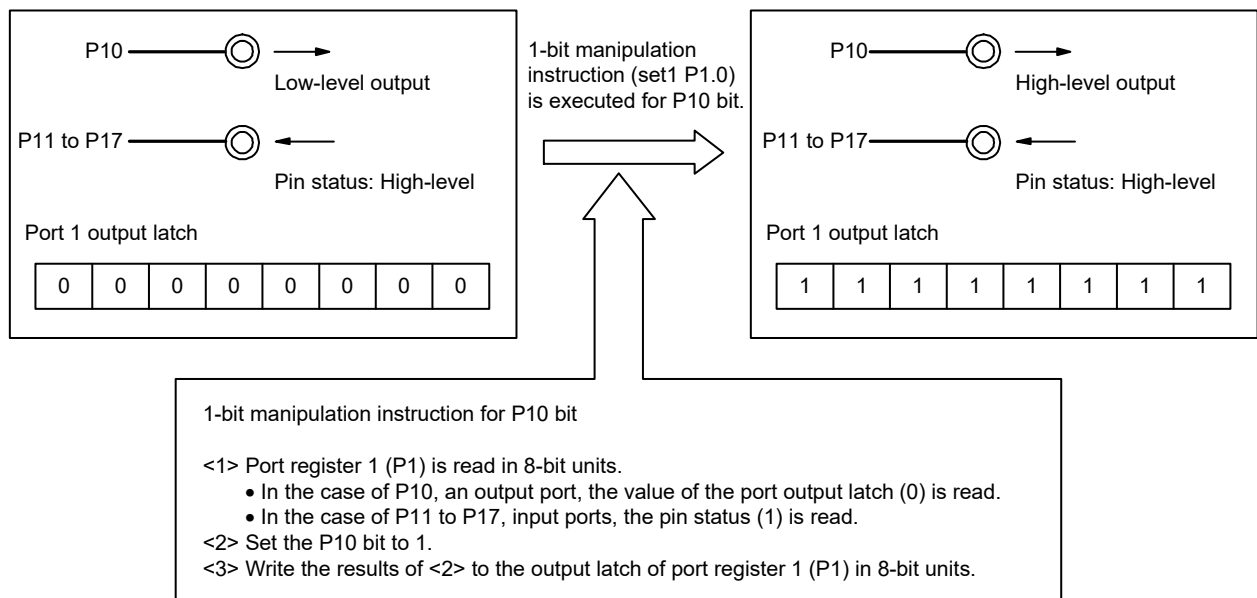 P10
Low-level output
P11 to P17
Pin status: High-level
Port 1 output latch
0 0 0 0 0 0 0 0
1-bit manipulation
instruction (set1 P1.0)
is executed for P10 bit.
P10
High-level output
P11 to P17
Pin status: High-level
Port 1 output latch
1 1 1 1 1 1 1 1
1-bit manipulation instruction for P10 bit
<1> Port register 1 (P1) is read in 8-bit units.
• In the case of P10, an output port, the value of the port output latch (0) is read.
• In the case of P11 to P17, input ports, the pin status (1) is read.
<2> Set the P10 bit to 1.
<3> Write the results of <2> to the output latch of port register 1 (P1) in 8-bit units.